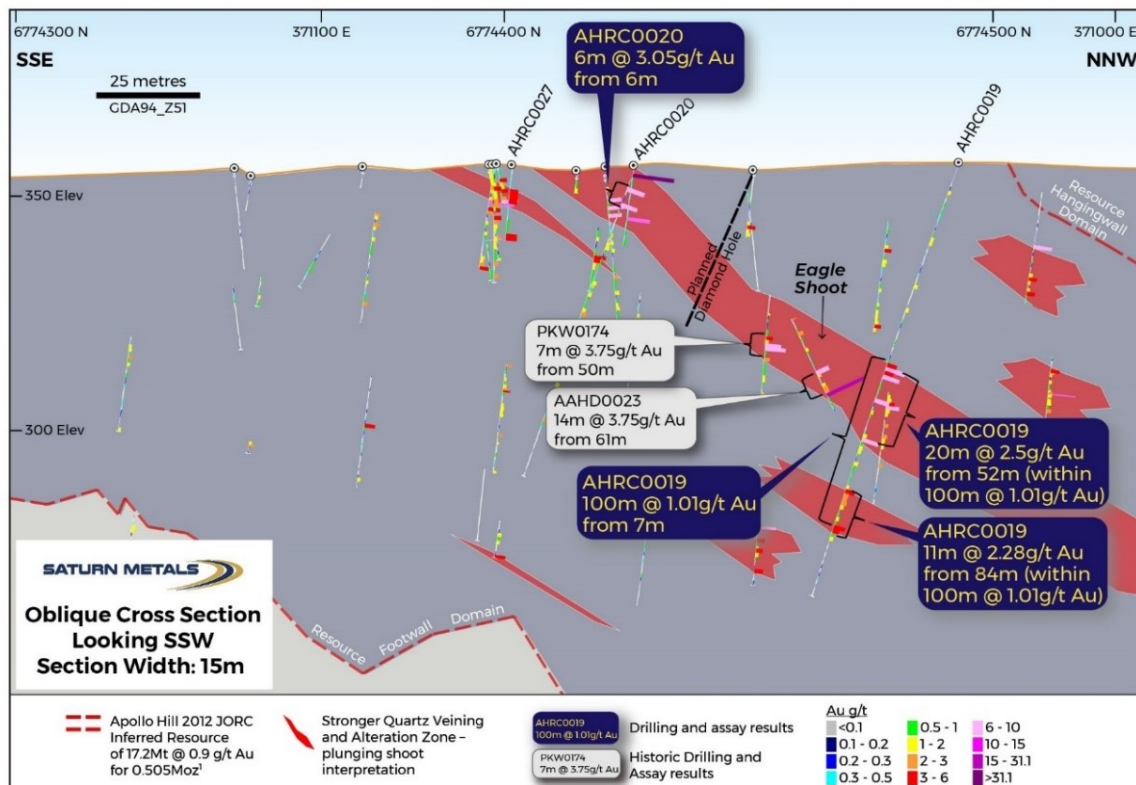 6774300 N
371100 E
6774400 N
6774500 N
371000 E
SSE
NNW
25 metres
GDA94_Z51
AHRC0020
6m @ 3.05g/t Au
from 6m
AHRC0027
AHRC0020
AHRC0019
350 Elev
300 Elev
Resource
Hangingwall
Domain
Planned
Diamond Hole
Eagle
Shoot
PKW0174
7m @ 3.75g/t Au
from 50m
AAHD0023
14m @ 3.75g/t Au
from 61m
AHRC0019
100m @ 1.01g/t Au
from 7m
AHRC0019
20m @ 2.5g/t Au
from 52m (within
100m @ 1.01g/t Au)
AHRC0019
11m @ 2.28g/t Au
from 84m (within
100m @ 1.01g/t Au)
SATURN METALS
Oblique Cross Section
Looking SSW
Section Width: 15m
Resource Footwall Domain
Apollo Hill 2012 JORC
Inferred Resource
of 17.2Mt @ 0.9 g/t Au
for 0.505Moz¹
Stronger Quartz Veining
and Alteration Zone –
plunging shoot
interpretation
AHRC0019
100m @ 1.01g/t Au
Drilling and assay results
PKW0174
7m @ 3.75g/t Au
Historic Drilling and
Assay results
Au g/t
<0.1
0.1 - 0.2
0.2 - 0.3
0.3 - 0.5
0.5 - 1
1 - 2
2 - 3
3 - 6
6 - 10
10 - 15
15 - 31.1
>31.1